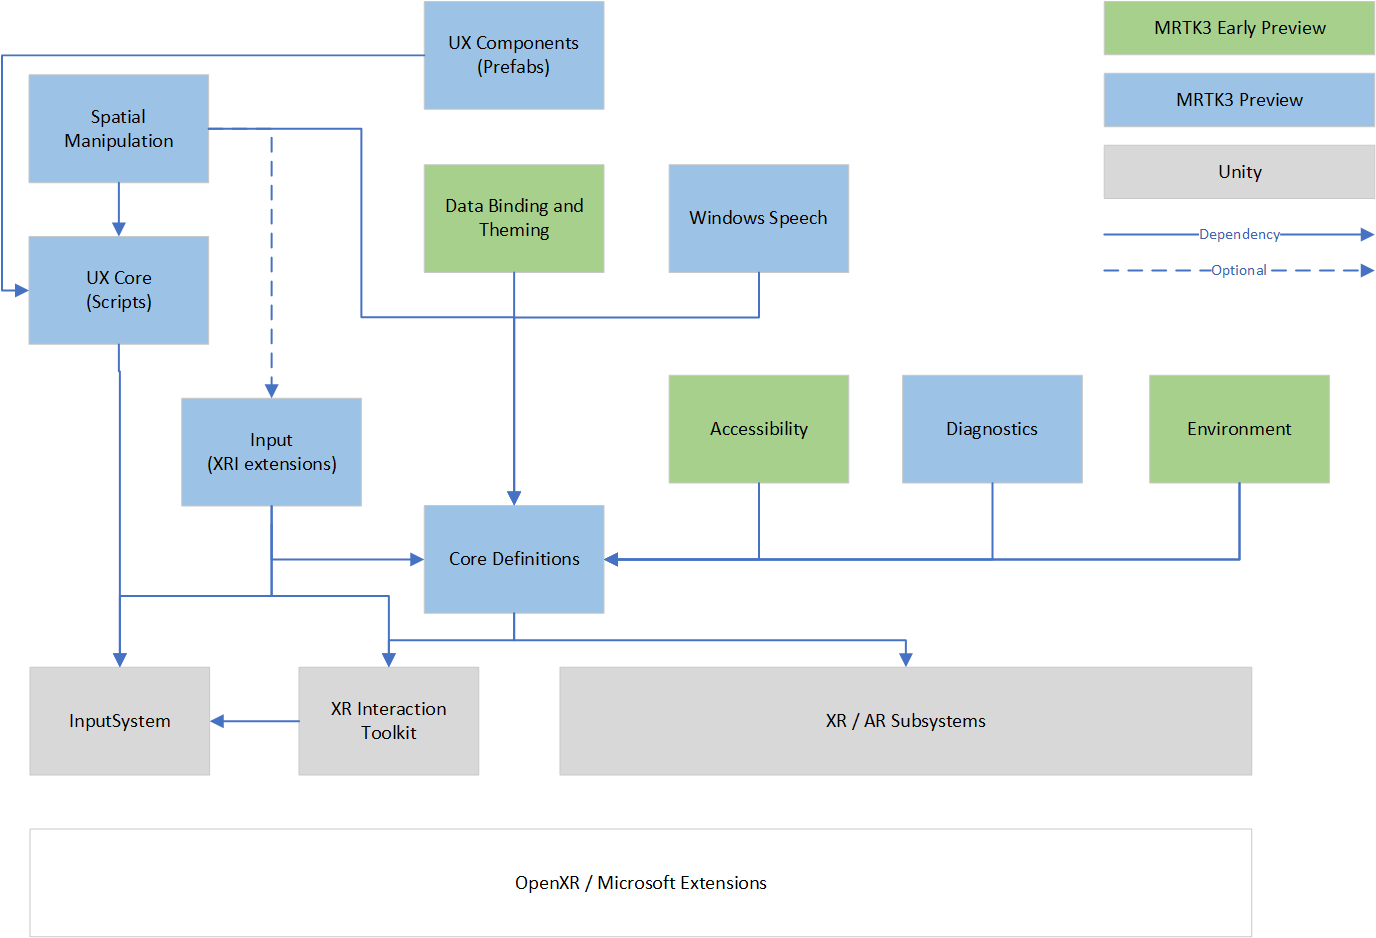 UX Components
(Prefabs)
MRTK3 Early Preview
MRTK3 Preview
Spatial
Manipulation
Unity
Data Binding and
Theming
Windows Speech
Dependency
Optional
UX Core
(Scripts)
Input
(XRI extensions)
Accessibility
Diagnostics
Environment
Core Definitions
InputSystem
XR Interaction
Toolkit
XR / AR Subsystems
OpenXR / Microsoft Extensions